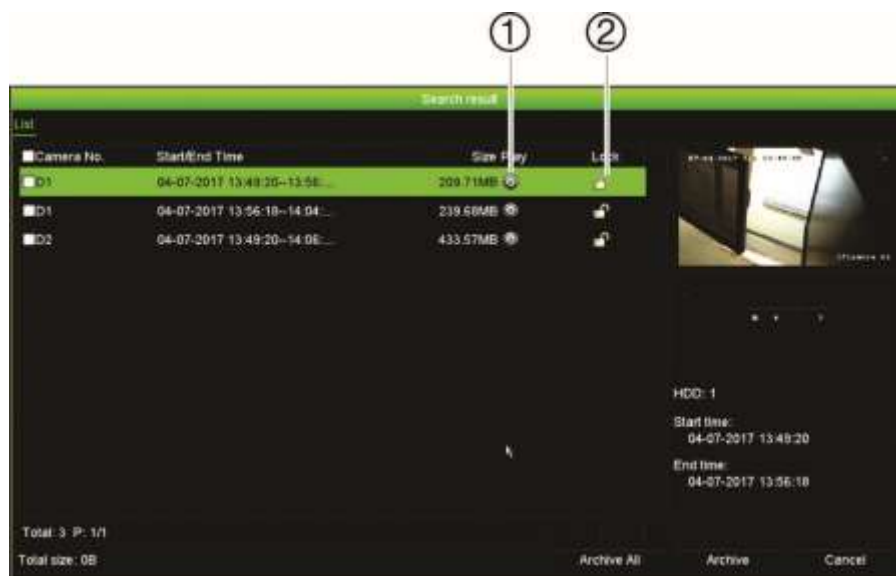 ① ②
Search result
List
Camera No. Start/End Time Size Play Lock
D1 04-07-2017 13:49:20--13:56:... 209.71MB
D1 04-07-2017 13:56:18--14:04:... 239.68MB
D2 04-07-2017 13:49:20--14:06:... 433.57MB
HDD: 1
Start time:
04-07-2017 13:49:20
End time:
04-07-2017 13:56:18
Total: 3 P: 1/1
Total size: 0B
Archive All Archive Cancel